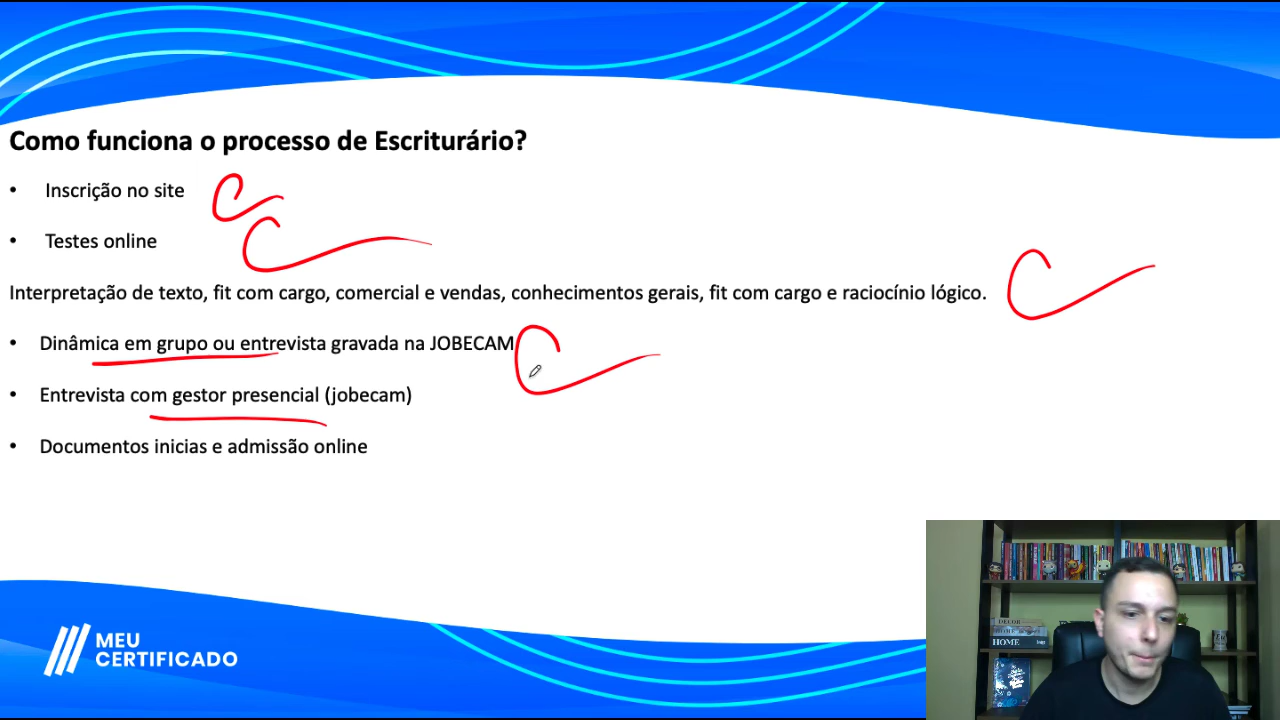 Como funciona o processo de Escriturário?
• Inscrição no site
• Testes online
Interpretação de texto, fit com cargo, comercial e vendas, conhecimentos gerais, fit com cargo e raciocínio lógico.
• Dinâmica em grupo ou entrevista gravada na JOBECAM
• Entrevista com gestor presencial (jobecam)
• Documentos inicias e admissão online
MEU
CERTIFICADO
HOME